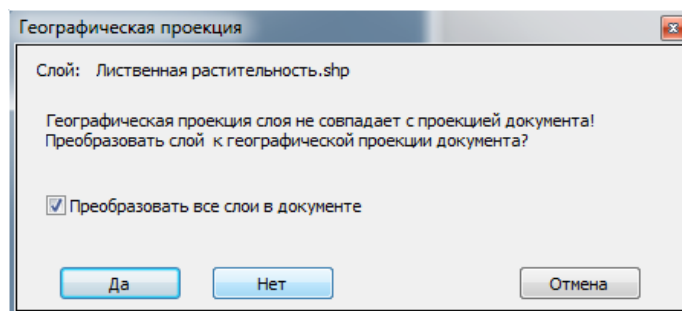 Географическая проекция
Слой: Лиственная растительность.shp
Географическая проекция слоя не совпадает с проекцией документа!
Преобразовать слой к географической проекции документа?
Преобразовать все слои в документе
Да Нет Отмена